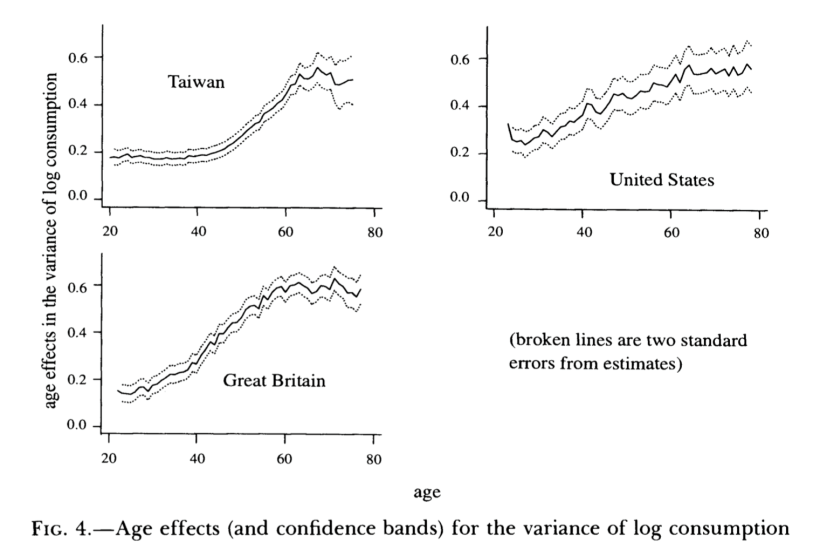 age effects in the variance of log consumption
0.6
0.4
0.2
0.0
Taiwan
20 40 60 80
0.6
0.4
0.2
0.0
United States
20 40 60 80
0.6
0.4
0.2
0.0
Great Britain
20 40 60 80
(broken lines are two standard
errors from estimates)
age
FIG. 4.—Age effects (and confidence bands) for the variance of log consumption